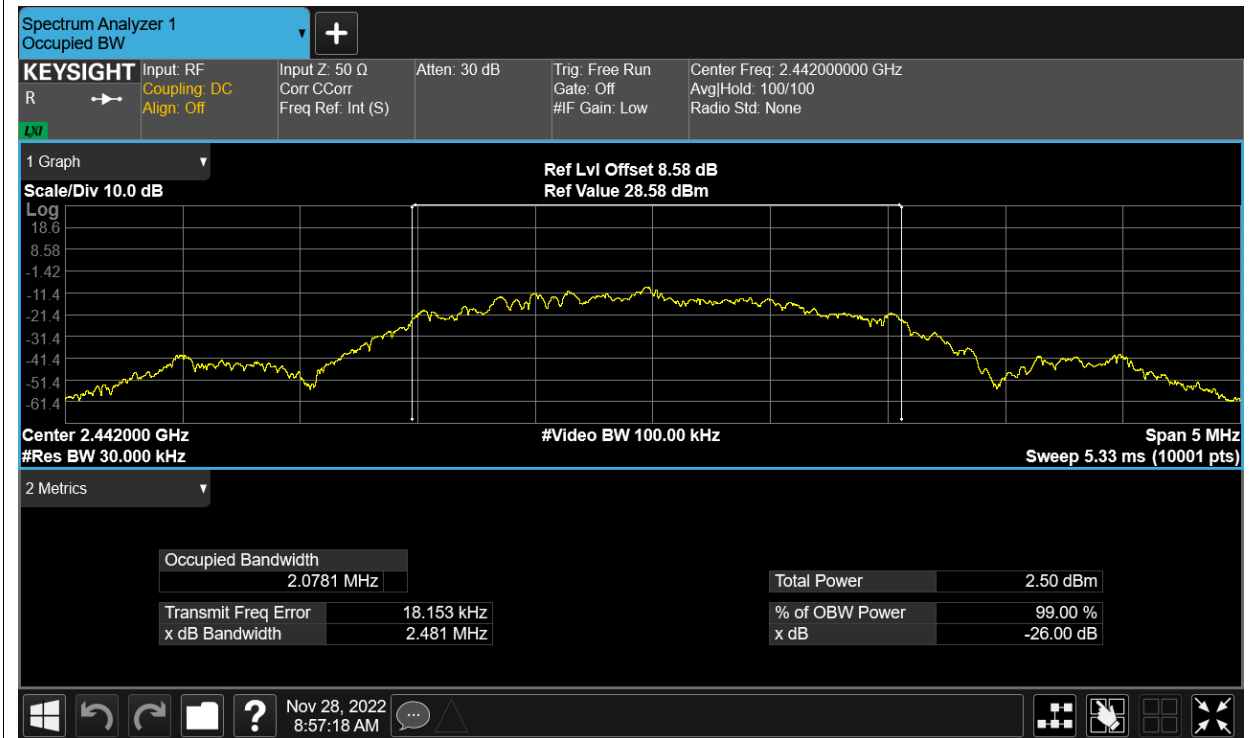 Spectrum Analyzer 1
Occupied BW
KEYSIGHT
R
LXI
Input: RF
Coupling: DC
Align: Off
Input Z: 50 Ω
Corr CCorr
Freq Ref: Int (S)
Atten: 30 dB
Trig: Free Run
Gate: Off
#IF Gain: Low
Center Freq: 2.442000000 GHz
Avg|Hold: 100/100
Radio Std: None
1 Graph
Scale/Div 10.0 dB
Ref Lvl Offset 8.58 dB
Ref Value 28.58 dBm
Log
18.6
8.58
-1.42
-11.4
-21.4
-31.4
-41.4
-51.4
-61.4
Center 2.442000 GHz
#Video BW 100.00 kHz
Span 5 MHz
#Res BW 30.000 kHz
Sweep 5.33 ms (10001 pts)
2 Metrics
Occupied Bandwidth
2.0781 MHz
Total Power 2.50 dBm
Transmit Freq Error 18.153 kHz
% of OBW Power 99.00 %
x dB Bandwidth 2.481 MHz
x dB -26.00 dB
?
Nov 28, 2022
8:57:18 AM